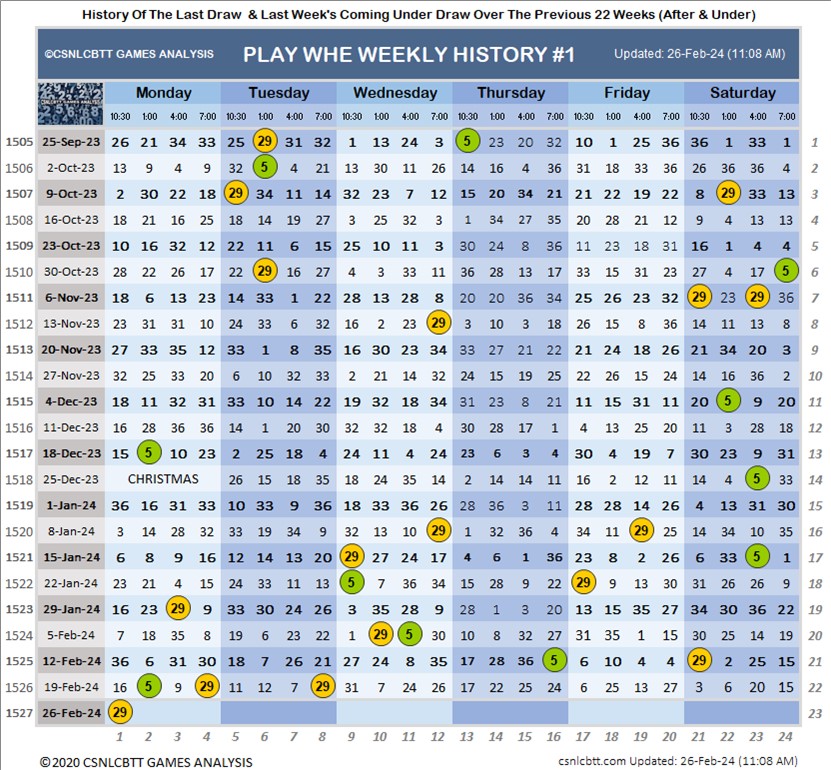 History Of The Last Draw & Last Week's Coming Under Draw Over The Previous 22 Weeks (After & Under)
©CSNLCBTT GAMES ANALYSIS PLAY WHE WEEKLY HISTORY #1 Updated: 26-Feb-24 (11:08 AM)
Monday Tuesday Wednesday Thursday Friday Saturday
10:30 1:00 4:00 7:00 10:30 1:00 4:00 7:00 10:30 1:00 4:00 7:00 10:30 1:00 4:00 7:00 10:30 1:00 4:00 7:00 10:30 1:00 4:00 7:00
1505 25-Sep-23 26 21 34 33 25 29 31 32 1 13 24 3 5 23 20 32 10 1 25 36 36 1 33 1 1
1506 2-Oct-23 13 9 4 9 32 5 4 21 13 30 11 26 14 16 4 36 31 18 33 36 26 35 36 4 2
1507 9-Oct-23 2 30 22 18 29 34 11 14 32 23 7 12 15 20 34 21 21 22 19 22 8 29 33 13 3
1508 16-Oct-23 18 21 16 25 18 14 19 27 3 25 32 3 1 34 27 35 20 28 21 12 9 4 13 13 4
1509 23-Oct-23 10 16 32 12 22 11 6 15 25 10 11 3 30 24 8 36 11 23 18 31 16 1 4 4 5
1510 30-Oct-23 28 22 26 17 22 29 16 27 4 3 33 11 36 28 13 17 33 15 31 23 27 4 17 5 6
1511 6-Nov-23 18 6 13 23 14 33 1 22 28 13 28 8 20 20 36 34 25 26 23 32 29 23 29 36 7
1512 13-Nov-23 23 31 31 10 24 33 6 32 16 2 23 29 3 10 3 18 26 15 8 36 14 11 13 8 8
1513 20-Nov-23 27 33 35 12 33 1 8 35 16 30 23 34 33 27 21 22 21 24 18 26 21 34 20 3 9
1514 27-Nov-23 32 25 33 20 6 10 32 33 2 21 14 32 24 15 19 25 22 26 15 24 14 16 36 2 10
1515 4-Dec-23 18 11 32 31 33 10 14 22 19 32 18 34 31 23 8 21 11 15 31 31 21 5 9 20 11
1516 11-Dec-23 16 28 36 36 14 1 20 30 32 32 18 4 30 28 17 1 4 13 25 20 11 3 28 18 12
1517 18-Dec-23 15 5 10 23 2 25 18 4 24 11 4 24 23 6 3 4 30 4 19 7 30 23 9 31 13
1518 25-Dec-23 CHRISTMAS 26 15 18 35 18 24 35 14 2 14 14 11 16 2 12 11 24 4 5 33 14
1519 1-Jan-24 36 16 31 33 10 33 9 36 18 33 36 26 28 36 3 11 28 28 14 26 4 13 31 30 15
1520 8-Jan-24 3 14 28 32 33 19 34 9 32 13 10 29 1 32 36 4 34 11 29 25 14 34 10 35 16
1521 15-Jan-24 6 8 9 16 12 14 13 20 29 27 24 17 4 6 1 36 23 8 2 26 6 33 5 1 17
1522 22-Jan-24 23 21 4 15 24 33 11 13 5 7 36 34 15 28 9 22 29 9 13 30 31 26 26 9 18
1523 29-Jan-24 16 23 29 9 33 30 24 26 3 35 28 9 28 1 3 20 13 15 35 27 34 30 36 22 19
1524 5-Feb-24 7 18 35 8 19 6 23 22 1 29 5 30 10 8 32 27 31 35 1 15 30 25 14 19 20
1525 12-Feb-24 36 6 31 30 18 7 26 21 27 24 8 35 17 28 36 5 6 10 4 4 29 2 25 15 21
1526 19-Feb-24 16 5 9 29 11 12 7 29 31 7 24 26 17 22 25 24 6 25 13 27 3 6 20 15 22
1527 26-Feb-24 29 23
1 2 3 4 5 6 7 8 9 10 11 12 13 14 15 16 17 18 19 20 21 22 23 24
©2020 CSNLCBTT GAMES ANALYSIS csnlcbtt.com Updated: 26-Feb-24 (11:08 AM)